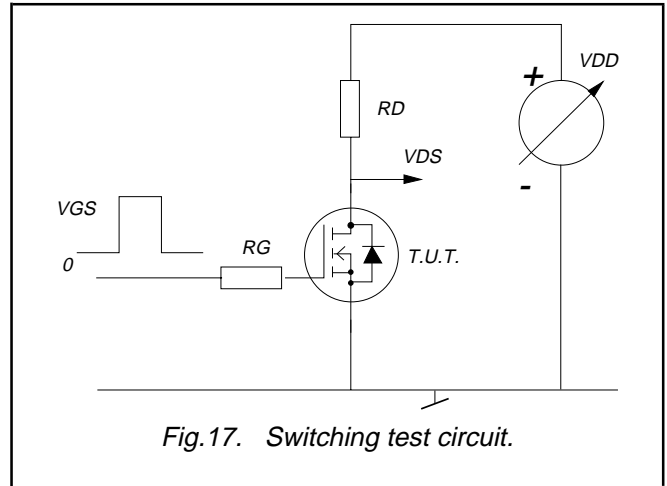 +
VDD
RD
VDS
-
VGS
RG
T.U.T.
0
Fig.17. Switching test circuit.